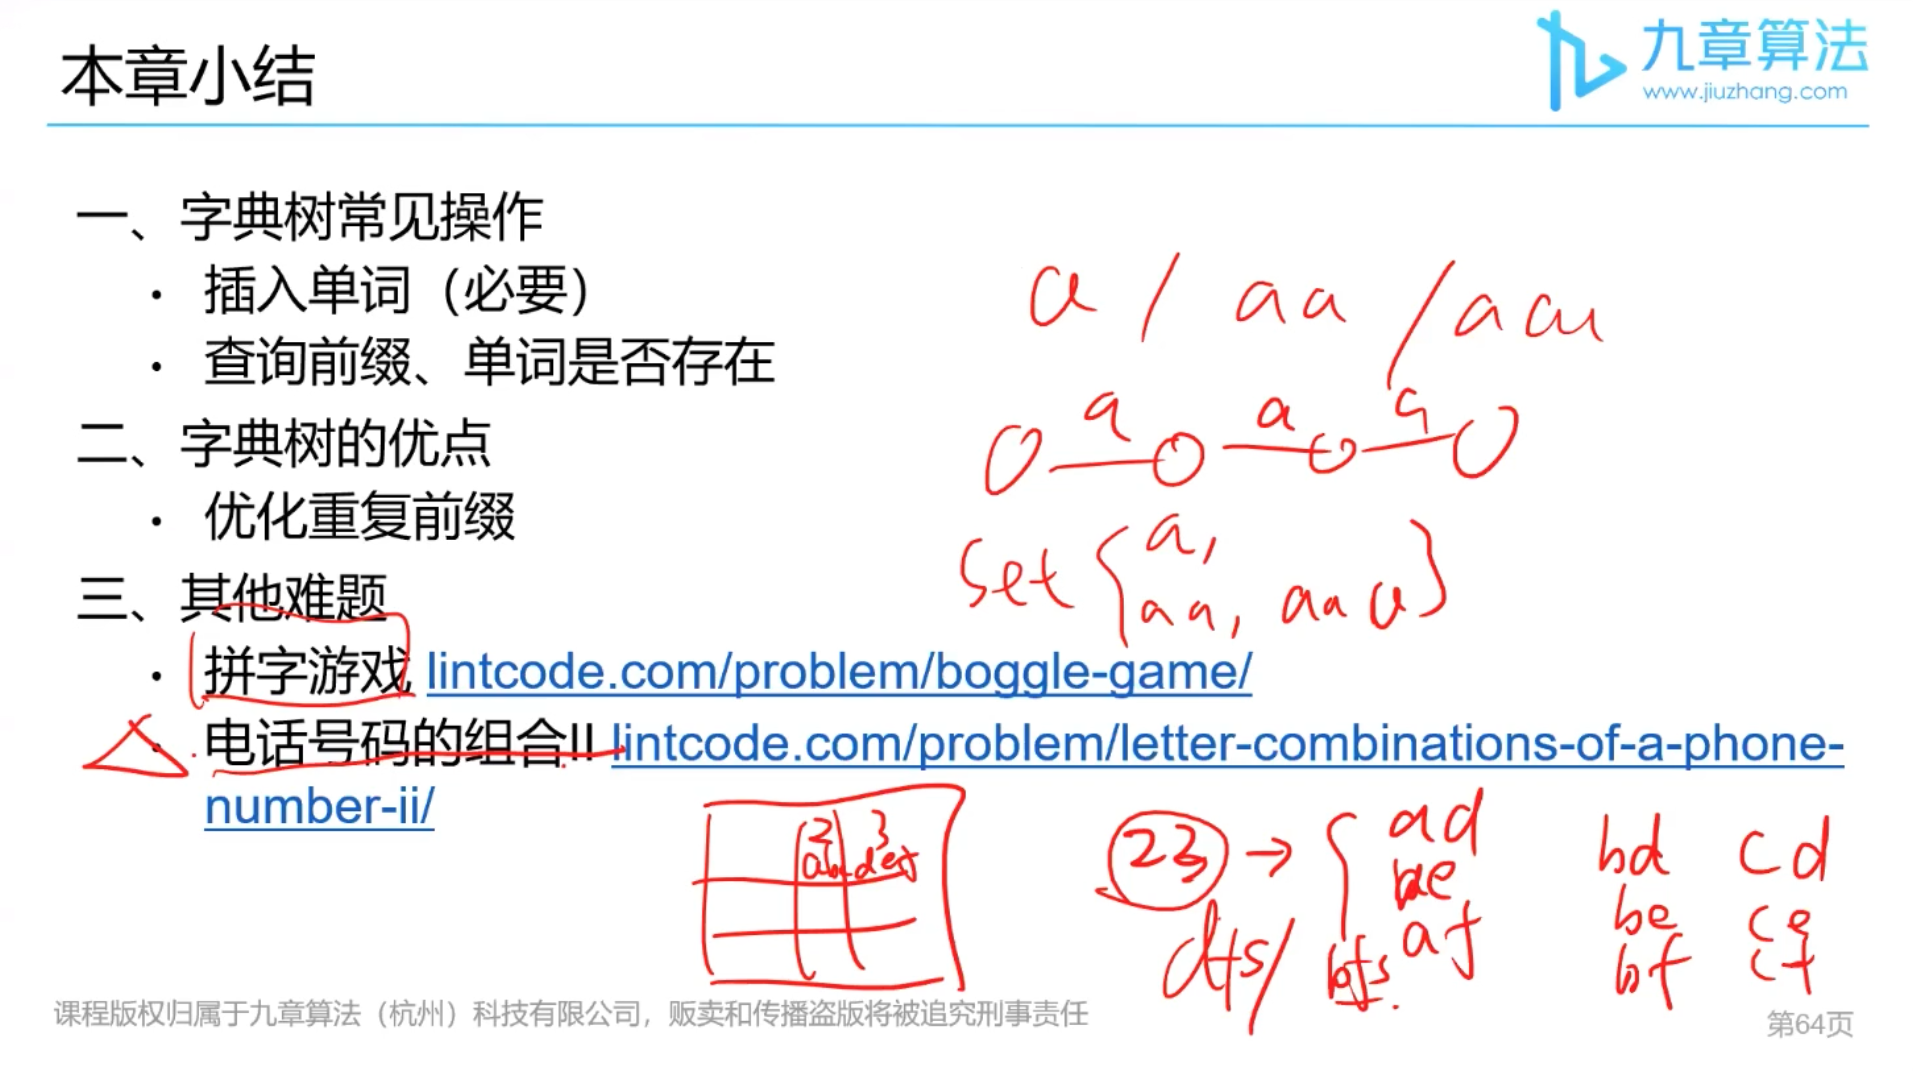 本章小结
九章算法
www.jiuzhang.com
一、字典树常见操作
· 插入单词（必要）
· 查询前缀、单词是否存在
二、字典树的优点
· 优化重复前缀
三、其他难题
· 拼字游戏 lintcode.com/problem/boggle-game/
· 电话号码的组合II lintcode.com/problem/letter-combinations-of-a-phone-
number-ii/
a / aa / aaa
a a a
set { a,
aa, aaa }
2 3
abc def
23 → { ad bd cd
ae be ce
af bf cf
dfs/ bfs.
课程版权归属于九章算法（杭州）科技有限公司，贩卖和传播盗版将被追究刑事责任
第64页